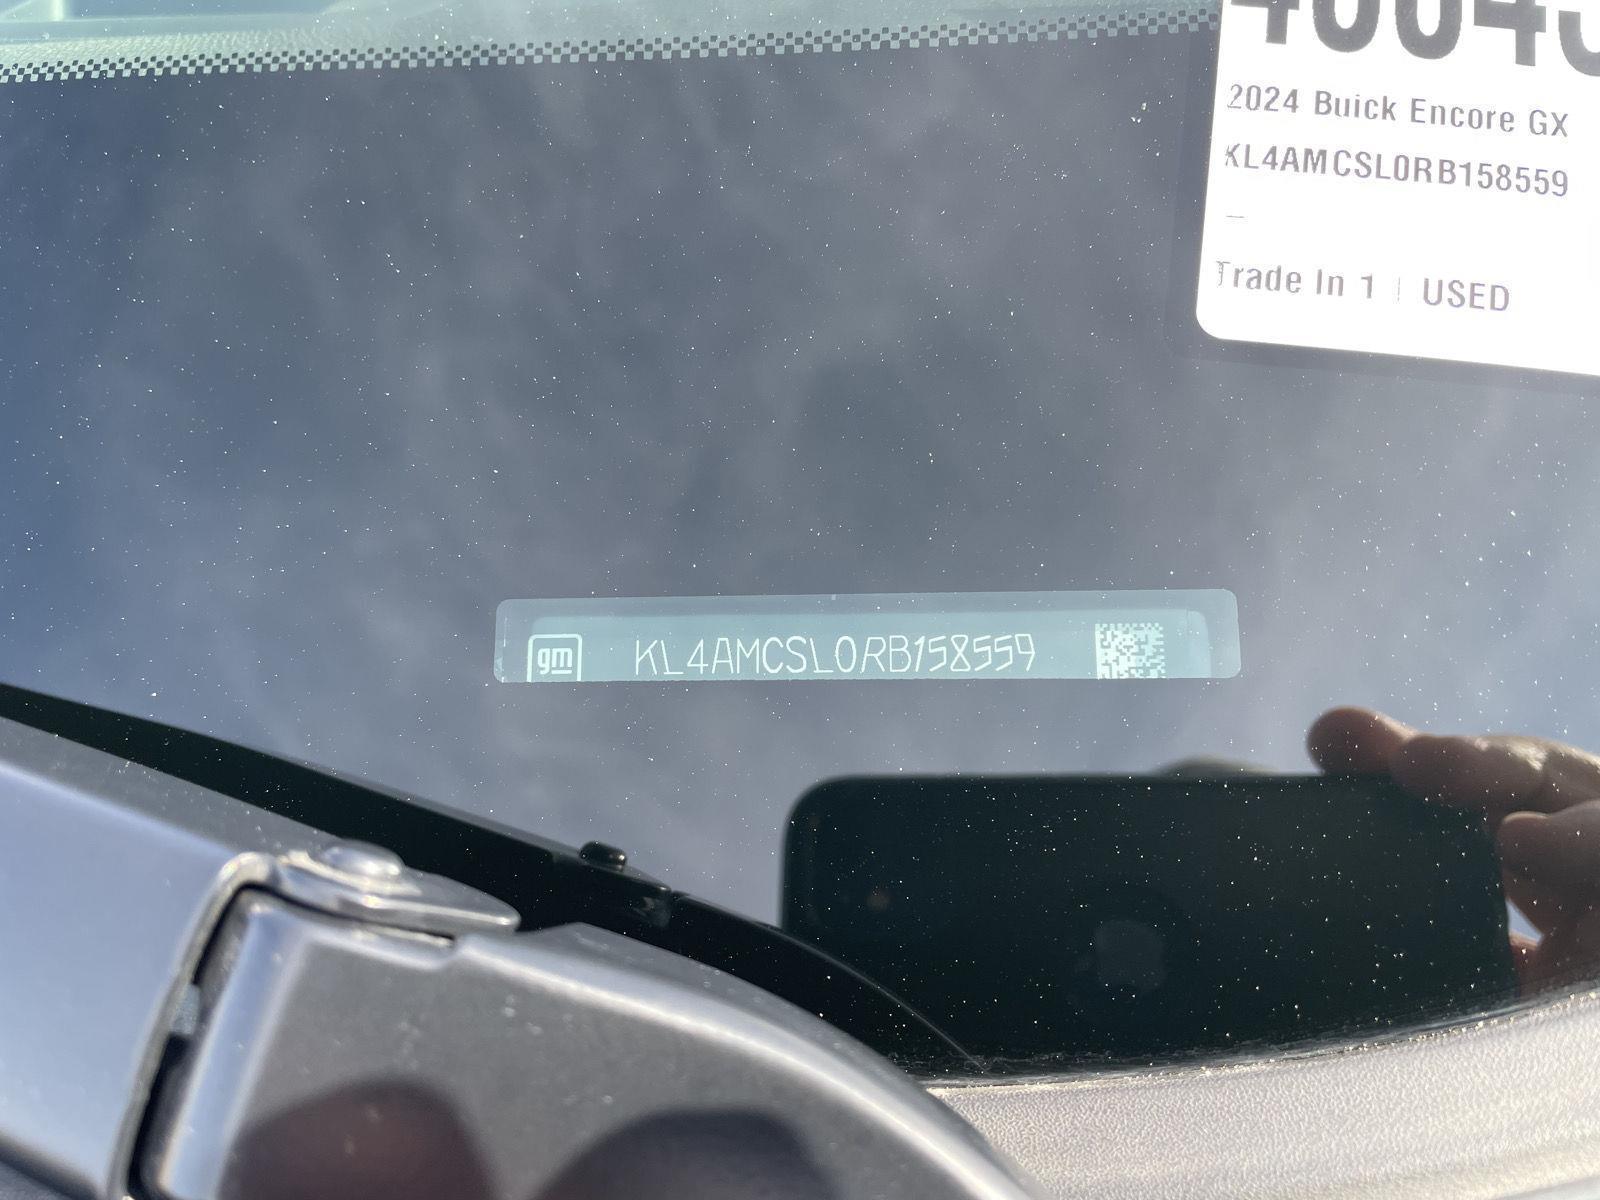 2024 Buick Encore GX
KL4AMCSL0RB158559
—
Trade In 1 | USED
gm KL4AMCSL0RB158559